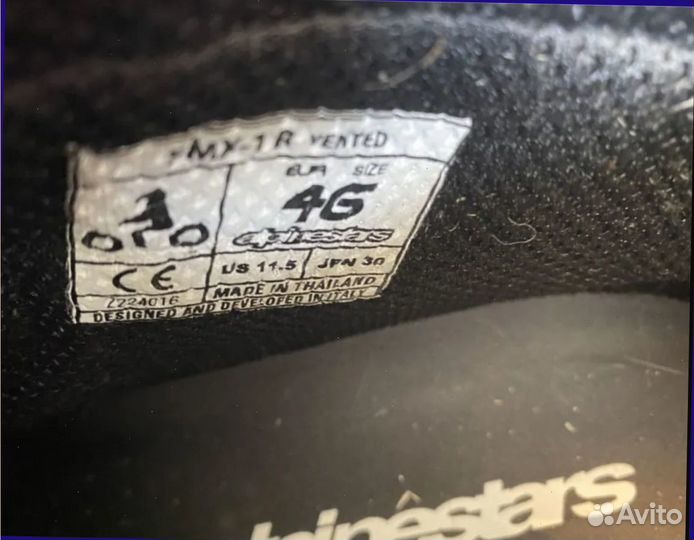 SMX-1 R VENTED
EUR SIZE
46
alpinestars
CE
US 11.5 JPN 30
Z224016
MADE IN THAILAND
DESIGNED AND DEVELOPED IN ITALY
alpinestars
Avito